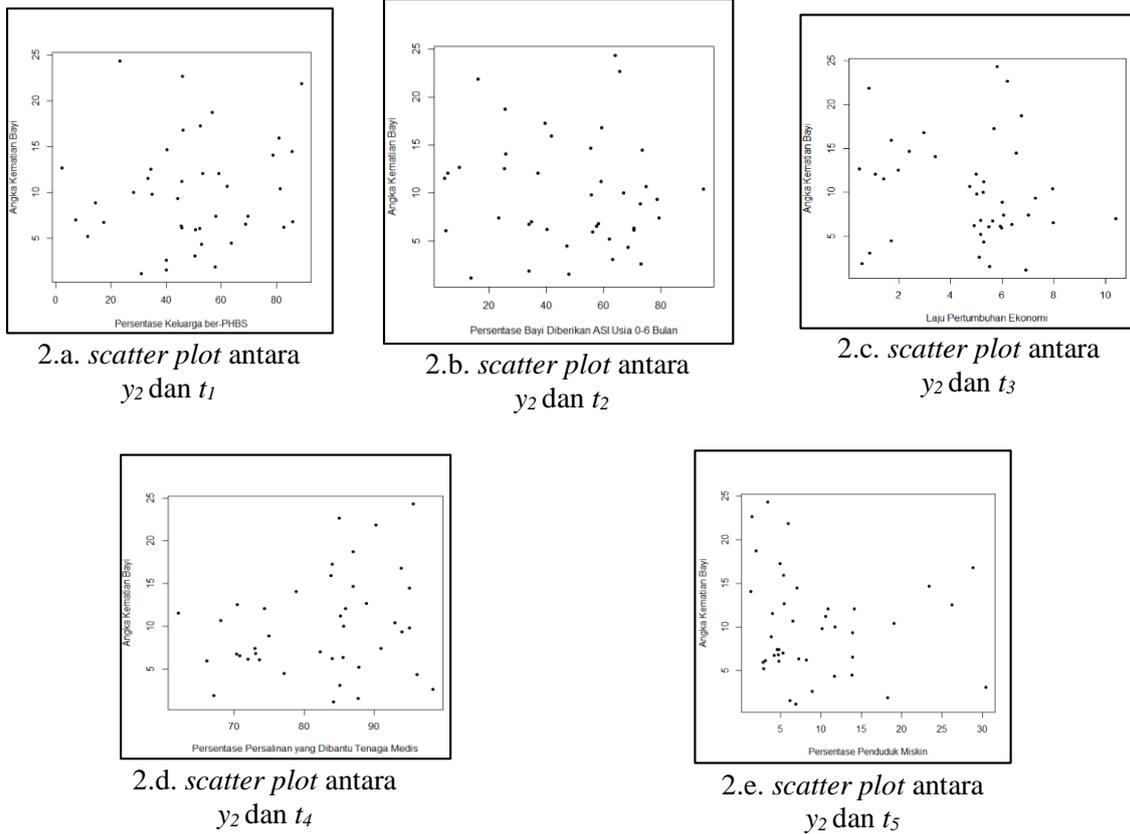 25
20
15
10
5
Angka Kematian Bayi
0 20 40 60 80
Persentase Keluarga ber-PHBS
2.a. scatter plot antara
y2 dan t1
25
20
15
10
5
Angka Kematian Bayi
20 40 60 80
Persentase Bayi Diberikan ASI Usia 0-6 Bulan
2.b. scatter plot antara
y2 dan t2
25
20
15
10
5
Angka Kematian Bayi
2 4 6 8 10
Laju Pertumbuhan Ekonomi
2.c. scatter plot antara
y2 dan t3
25
20
15
10
5
Angka Kematian Bayi
70 80 90
Persentase Persalinan yang Dibantu Tenaga Medis
2.d. scatter plot antara
y2 dan t4
25
20
15
10
5
Angka Kematian Bayi
5 10 15 20 25 30
Persentase Penduduk Miskin
2.e. scatter plot antara
y2 dan t5